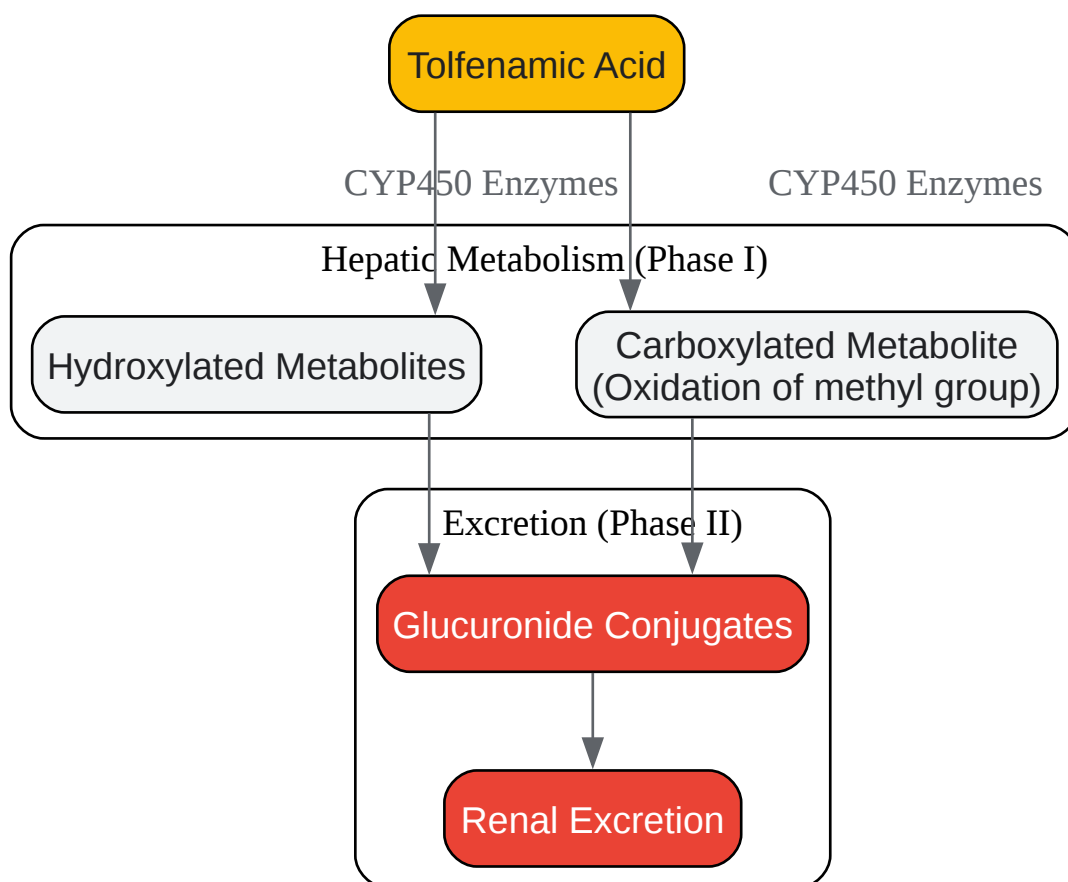 Tolfenamic Acid
CYP450 Enzymes
CYP450 Enzymes
Hepatic Metabolism (Phase I)
Hydroxylated Metabolites
Carboxylated Metabolite
(Oxidation of methyl group)
Excretion (Phase II)
Glucuronide Conjugates
Renal Excretion